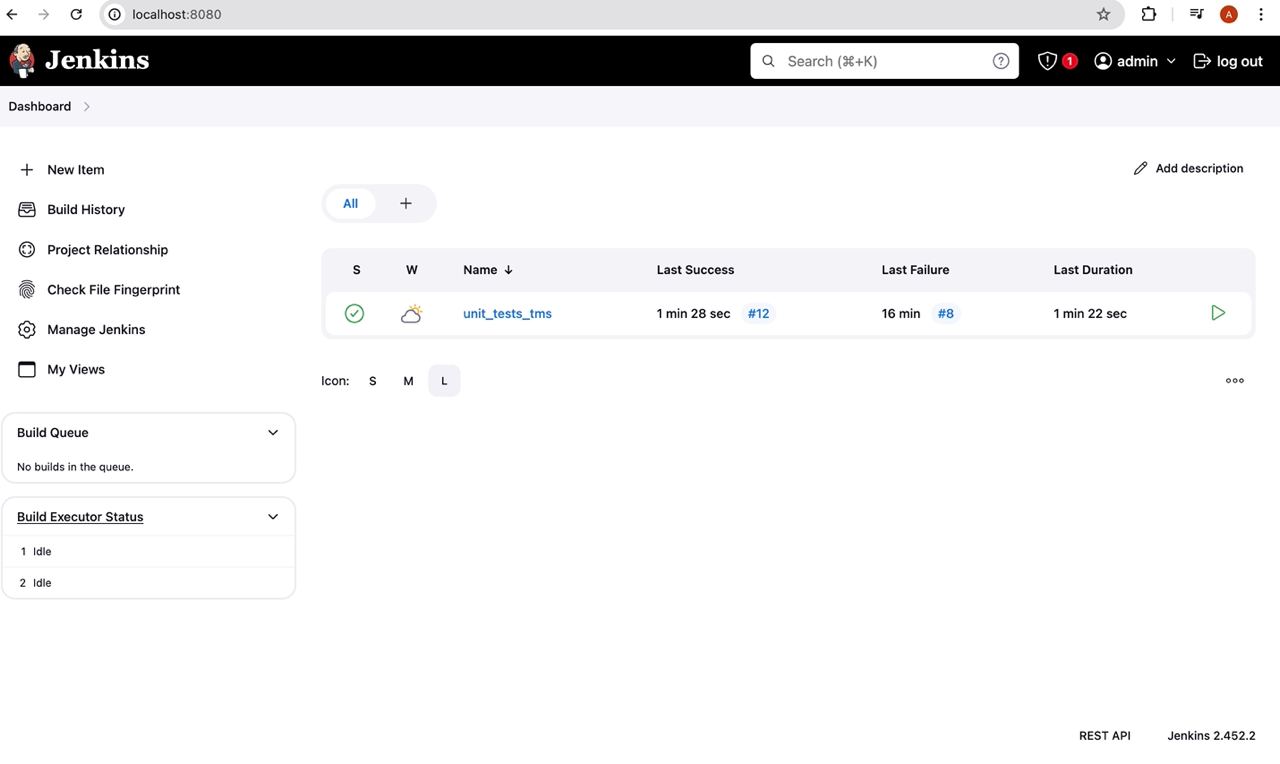 localhost:8080
A
Jenkins
Search (⌘+K)
1
admin
log out
Dashboard
New Item
Build History
Project Relationship
Check File Fingerprint
Manage Jenkins
My Views
Build Queue
No builds in the queue.
Build Executor Status
1 Idle
2 Idle
Add description
All +
S W Name ↓ Last Success Last Failure Last Duration
unit_tests_tms 1 min 28 sec #12 16 min #8 1 min 22 sec
Icon: S M L
REST API Jenkins 2.452.2